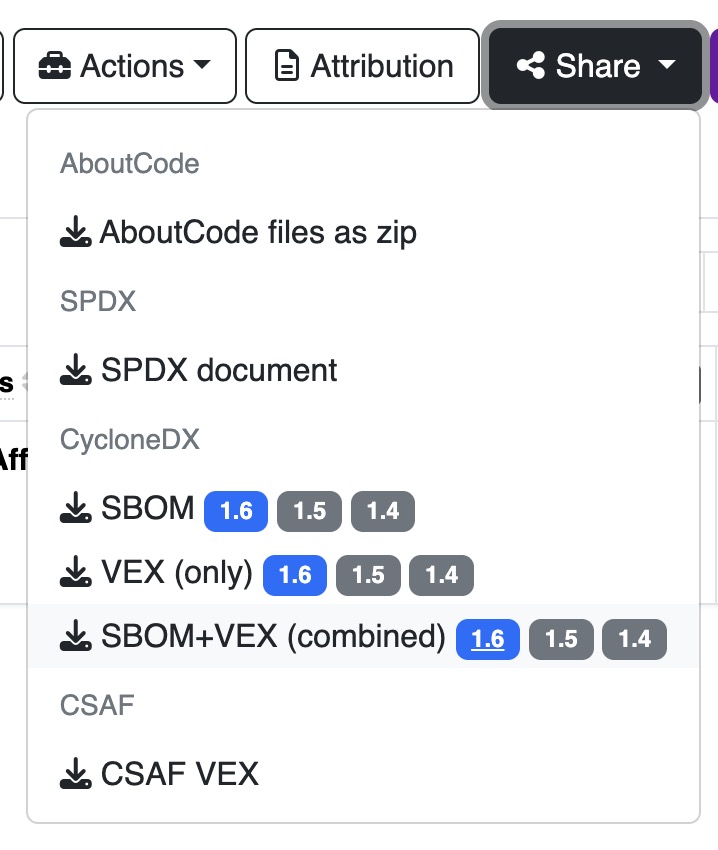 Actions
Attribution
Share
AboutCode
AboutCode files as zip
SPDX
SPDX document
s
CycloneDX
Aff
SBOM 1.6 1.5 1.4
VEX (only) 1.6 1.5 1.4
SBOM+VEX (combined) 1.6 1.5 1.4
CSAF
CSAF VEX